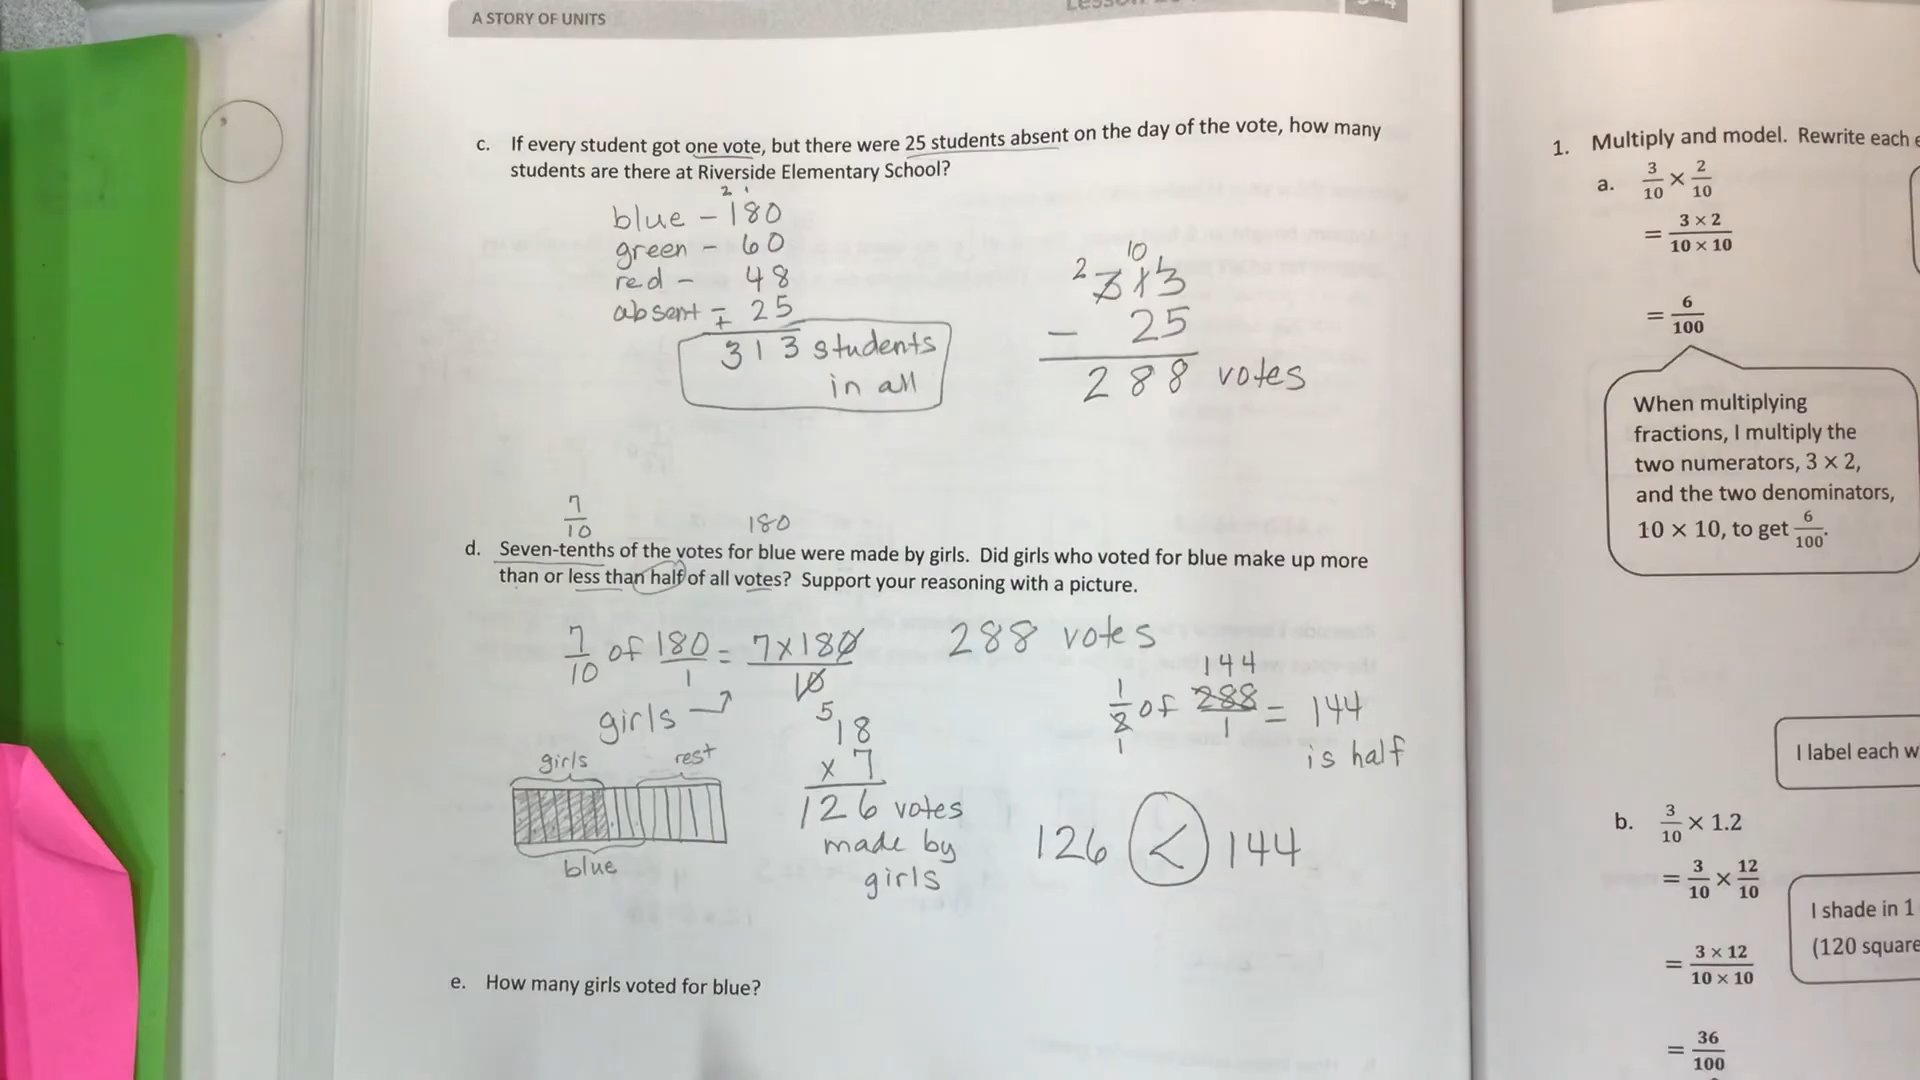 A STORY OF UNITS
c. If every student got one vote, but there were 25 students absent on the day of the vote, how many
students are there at Riverside Elementary School?
2 1
blue - 180
green - 60
red - 48
absent + 25
313 students
in all
10
2 313
- 25
288 votes
7/10 180
d. Seven-tenths of the votes for blue were made by girls. Did girls who voted for blue make up more
than or less than half of all votes? Support your reasoning with a picture.
7/10 of 180/1 = 7x180/10
girls
girls rest
blue
5
18
x 7
126 votes
made by
girls
288 votes
144
1/2 of 288/1 = 144
1
is half
126 < 144
e. How many girls voted for blue?
1. Multiply and model. Rewrite each
a. 3/10 × 2/10
= 3 × 2/10 × 10
= 6/100
When multiplying
fractions, I multiply the
two numerators, 3 × 2,
and the two denominators,
10 × 10, to get 6/100.
I label each
b. 3/10 × 1.2
= 3/10 × 12/10
I shade in 1
(120 square
= 3 × 12/10 × 10
= 36/100